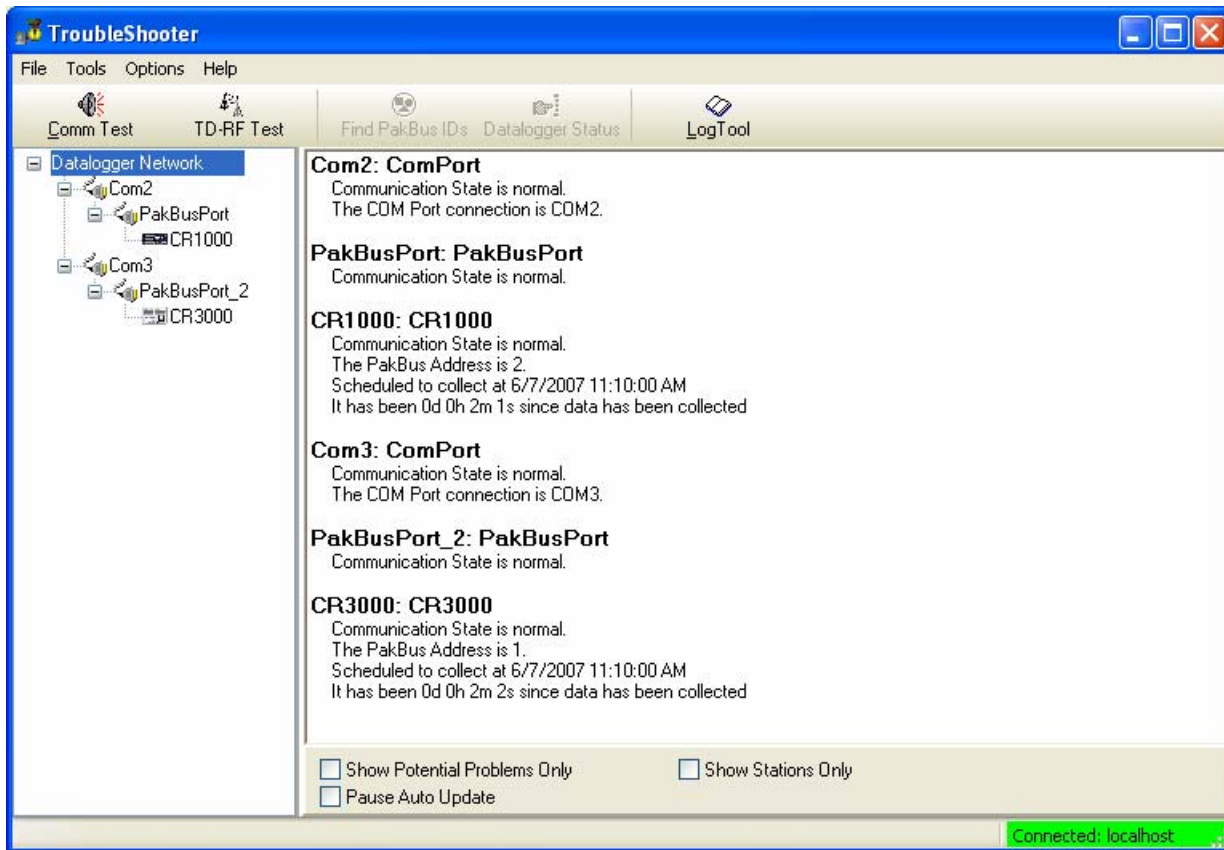 TroubleShooter
File Tools Options Help
Comm Test
TD-RF Test
Find PakBus IDs
Datalogger Status
LogTool
Datalogger Network
Com2
PakBusPort
CR1000
Com3
PakBusPort_2
CR3000
Com2: ComPort
Communication State is normal.
The COM Port connection is COM2.
PakBusPort: PakBusPort
Communication State is normal.
CR1000: CR1000
Communication State is normal.
The PakBus Address is 2.
Scheduled to collect at 6/7/2007 11:10:00 AM
It has been 0d 0h 2m 1s since data has been collected
Com3: ComPort
Communication State is normal.
The COM Port connection is COM3.
PakBusPort_2: PakBusPort
Communication State is normal.
CR3000: CR3000
Communication State is normal.
The PakBus Address is 1.
Scheduled to collect at 6/7/2007 11:10:00 AM
It has been 0d 0h 2m 2s since data has been collected
Show Potential Problems Only
Show Stations Only
Pause Auto Update
Connected: localhost